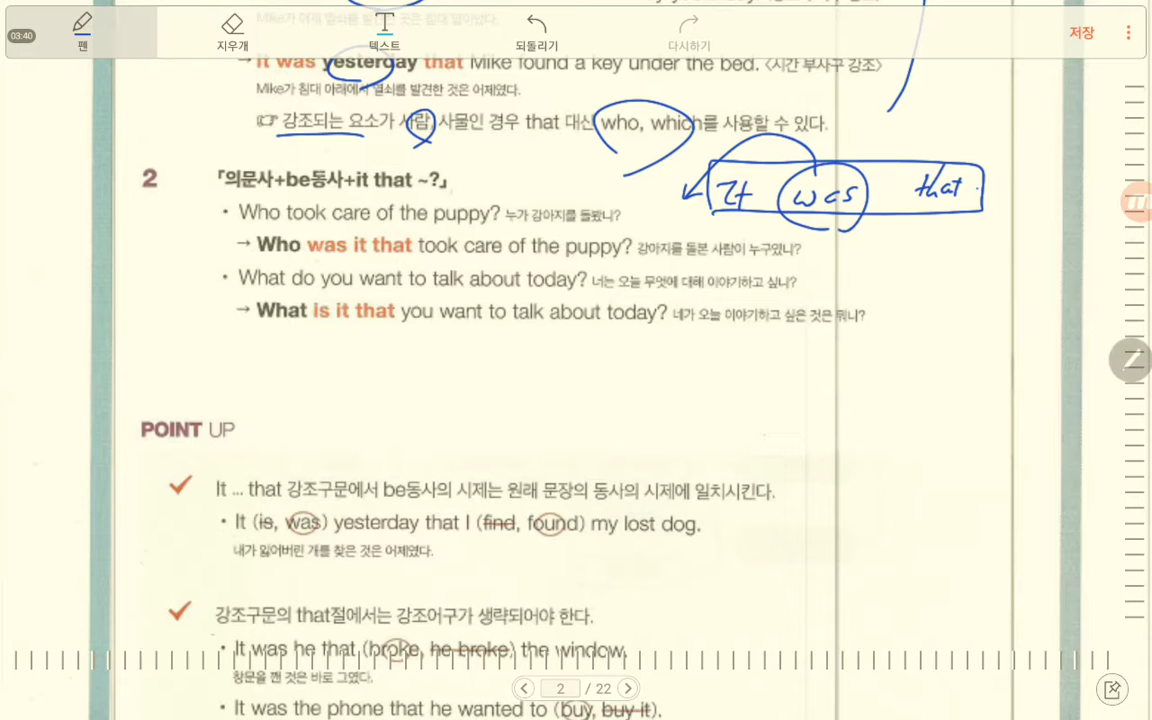 03:40
펜
지우개
텍스트
되돌리기
다시하기
저장
→ It was yesterday that Mike found a key under the bed. 〈시간 부사구 강조〉
Mike가 침대 아래에서 열쇠를 발견한 것은 어제였다.
☞ 강조되는 요소가 사람, 사물인 경우 that 대신 who, which를 사용할 수 있다.
It was that
2 「의문사+be동사+it that ~?」
• Who took care of the puppy? 누가 강아지를 돌봤니?
→ Who was it that took care of the puppy? 강아지를 돌본 사람이 누구였니?
• What do you want to talk about today? 너는 오늘 무엇에 대해 이야기하고 싶니?
→ What is it that you want to talk about today? 네가 오늘 이야기하고 싶은 것은 뭐니?
POINT UP
It ... that 강조구문에서 be동사의 시제는 원래 문장의 동사의 시제에 일치시킨다.
• It (is, was) yesterday that I (find, found) my lost dog.
내가 잃어버린 개를 찾은 것은 어제였다.
강조구문의 that절에서는 강조어구가 생략되어야 한다.
• It was he that (broke, he broke) the window.
창문을 깬 것은 바로 그였다.
2 / 22
• It was the phone that he wanted to (buy, buy it).